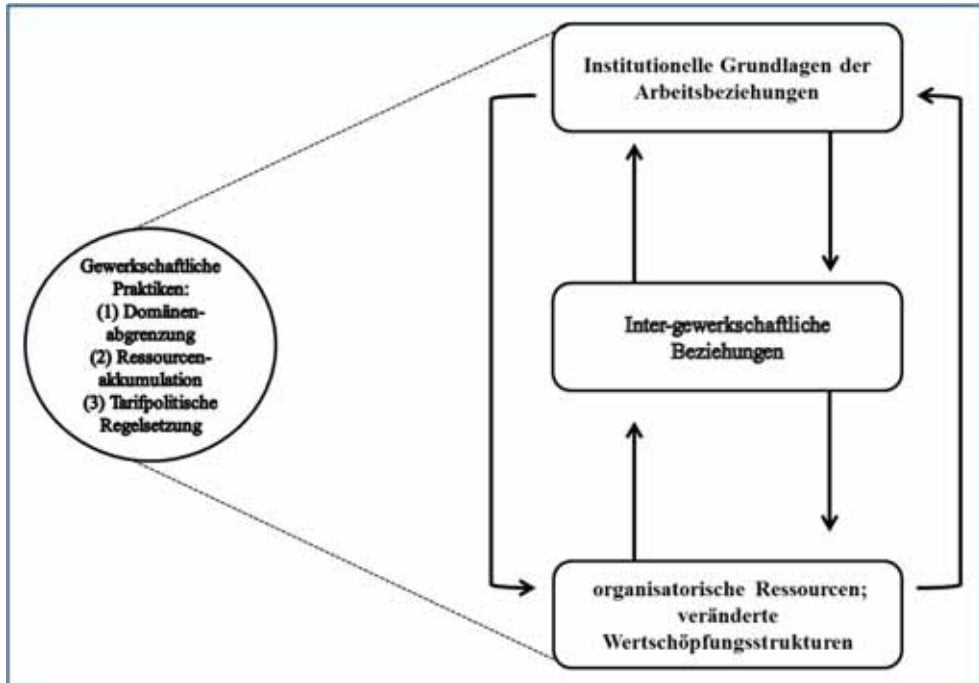 Institutionelle Grundlagen der
Arbeitsbeziehungen
Gewerkschaftliche
Praktiken:
(1) Domänen-
abgrenzung
(2) Ressourcen-
akkumulation
(3) Tarifpolitische
Regelsetzung
Inter-gewerkschaftliche
Beziehungen
organisatorische Ressourcen;
veränderte
Wertschöpfungsstrukturen